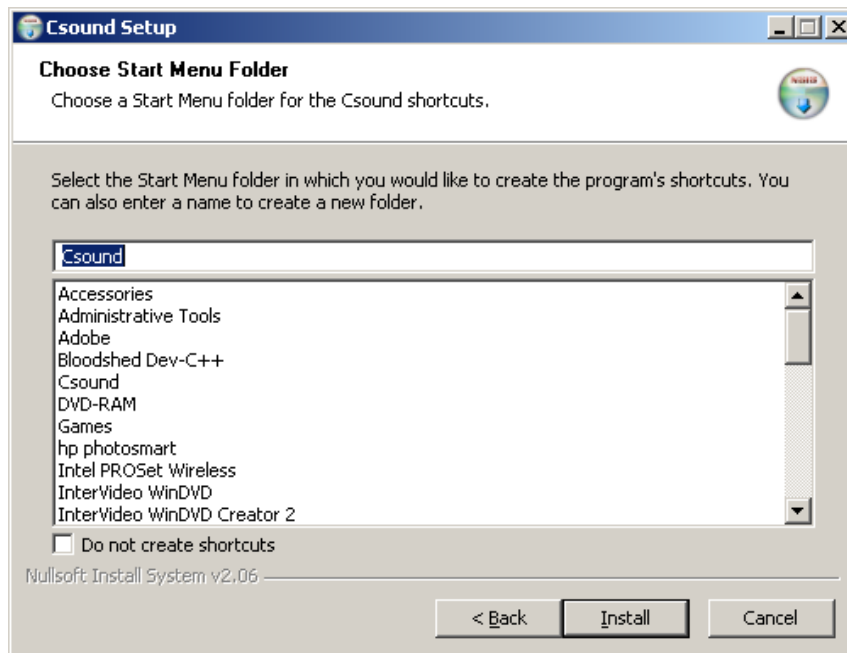 Csound Setup
Choose Start Menu Folder
Choose a Start Menu folder for the Csound shortcuts.
Select the Start Menu folder in which you would like to create the program's shortcuts. You
can also enter a name to create a new folder.
Csound
Accessories
Administrative Tools
Adobe
Bloodshed Dev-C++
Csound
DVD-RAM
Games
hp photosmart
Intel PROSet Wireless
InterVideo WinDVD
InterVideo WinDVD Creator 2
Do not create shortcuts
Nullsoft Install System v2.06
< Back
Install
Cancel